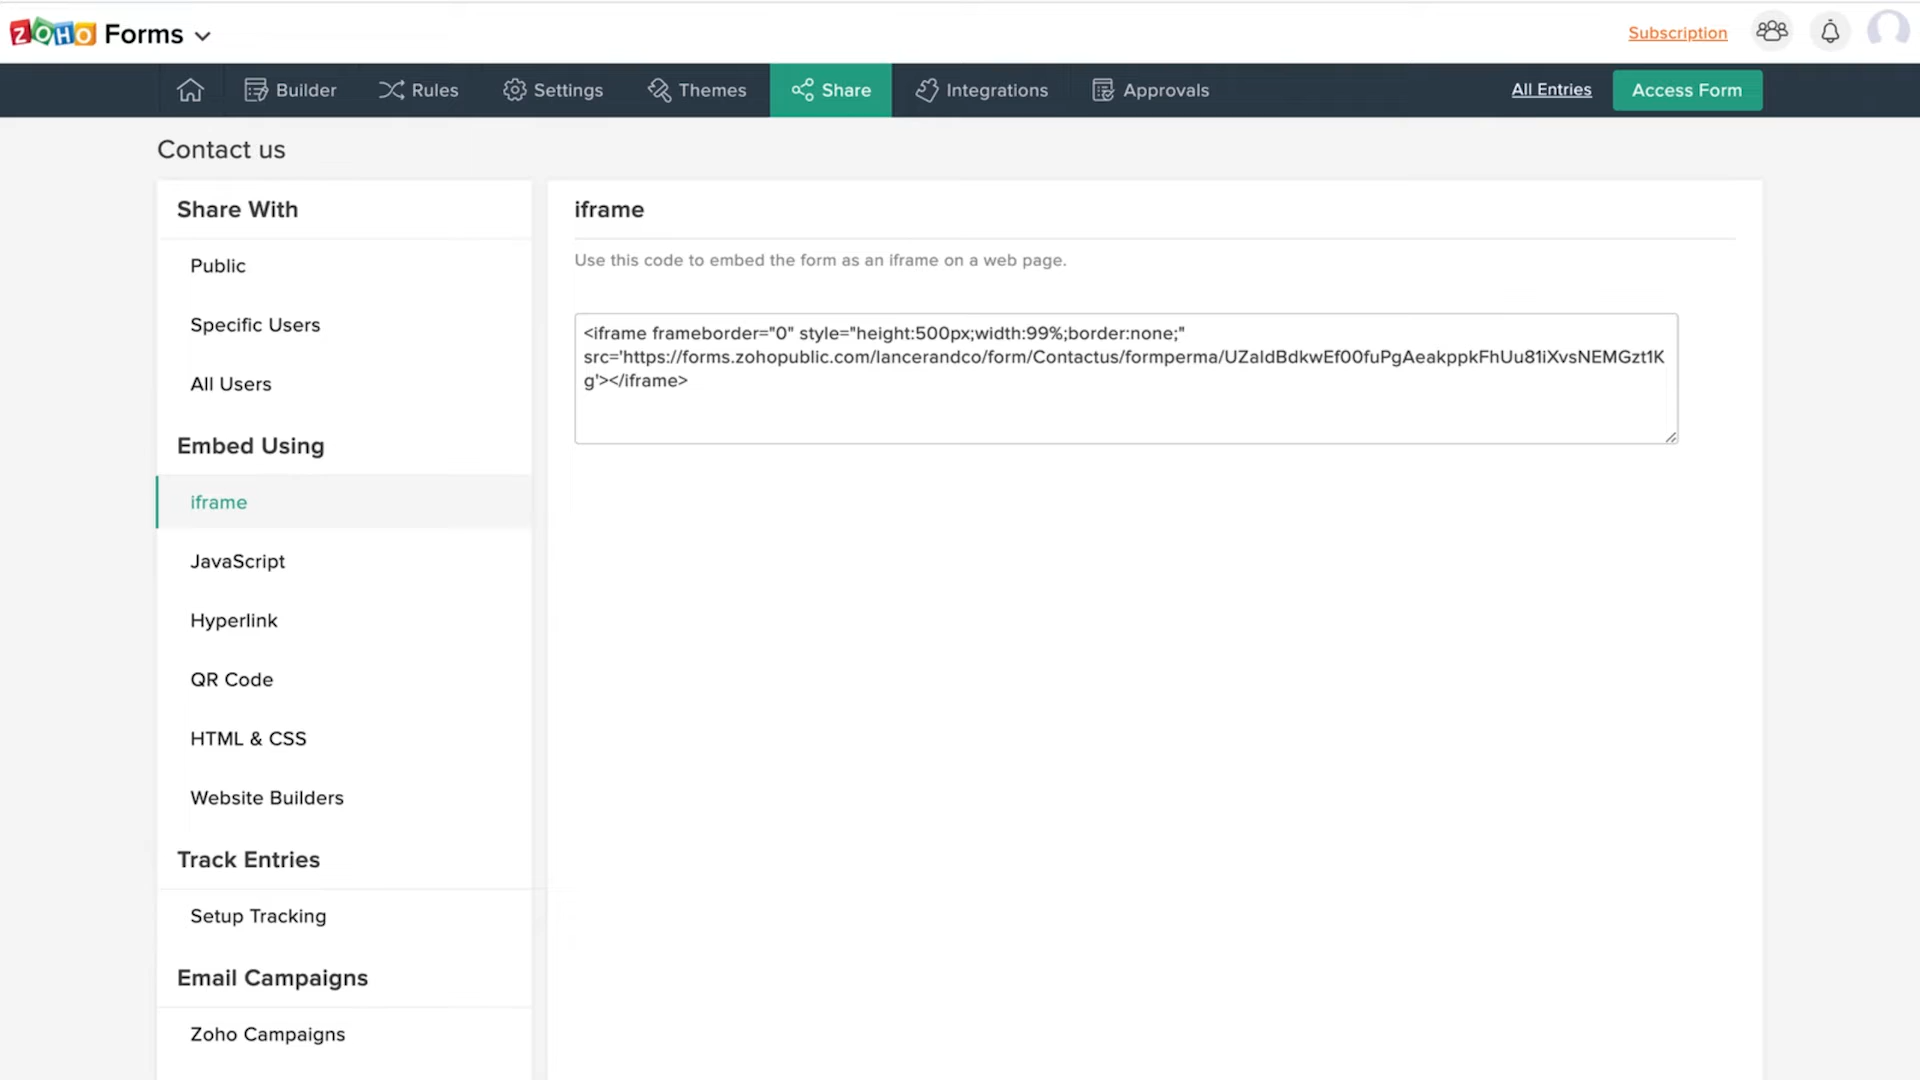 ZOHO Forms
Subscription
Builder Rules Settings Themes Share Integrations Approvals All Entries Access Form
Contact us
Share With
Public
Specific Users
All Users
Embed Using
iframe
JavaScript
Hyperlink
QR Code
HTML & CSS
Website Builders
Track Entries
Setup Tracking
Email Campaigns
Zoho Campaigns
iframe
Use this code to embed the form as an iframe on a web page.
<iframe frameborder="0" style="height:500px;width:99%;border:none;"
src='https://forms.zohopublic.com/lancerandco/form/Contactus/formperma/UZaldBdkwEf00fuPgAeakppkFhUu81iXvsNEMGzt1K
g'></iframe>